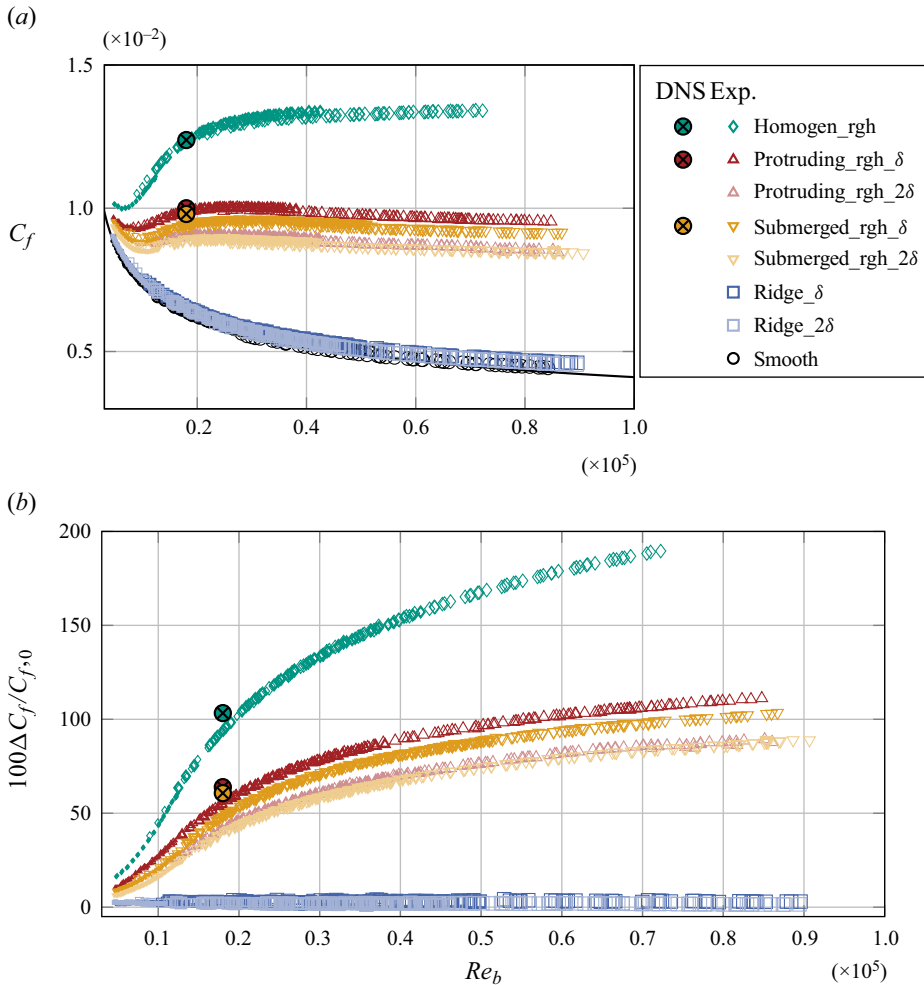 (a)
(×10−2)
1.5
1.0
0.5
Cf
0.2
0.4
0.6
0.8
1.0
(×105)
DNS Exp.
Homogen_rgh
Protruding_rgh_δ
Protruding_rgh_2δ
Submerged_rgh_δ
Submerged_rgh_2δ
Ridge_δ
Ridge_2δ
Smooth
(b)
200
150
100
50
0
100ΔCf/Cf,0
0.1
0.2
0.3
0.4
0.5
0.6
0.7
0.8
0.9
1.0
Reb
(×105)